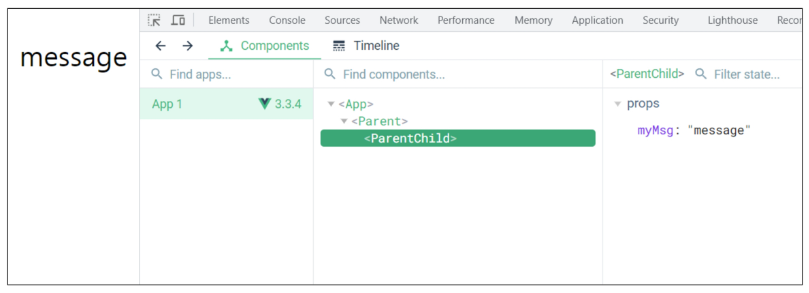 message
Elements Console Sources Network Performance Memory Application Security Lighthouse Recor
Components Timeline
Find apps... Find components... <ParentChild> Filter state...
App 1 3.3.4 <App> props
<Parent>
myMsg: "message"
<ParentChild>